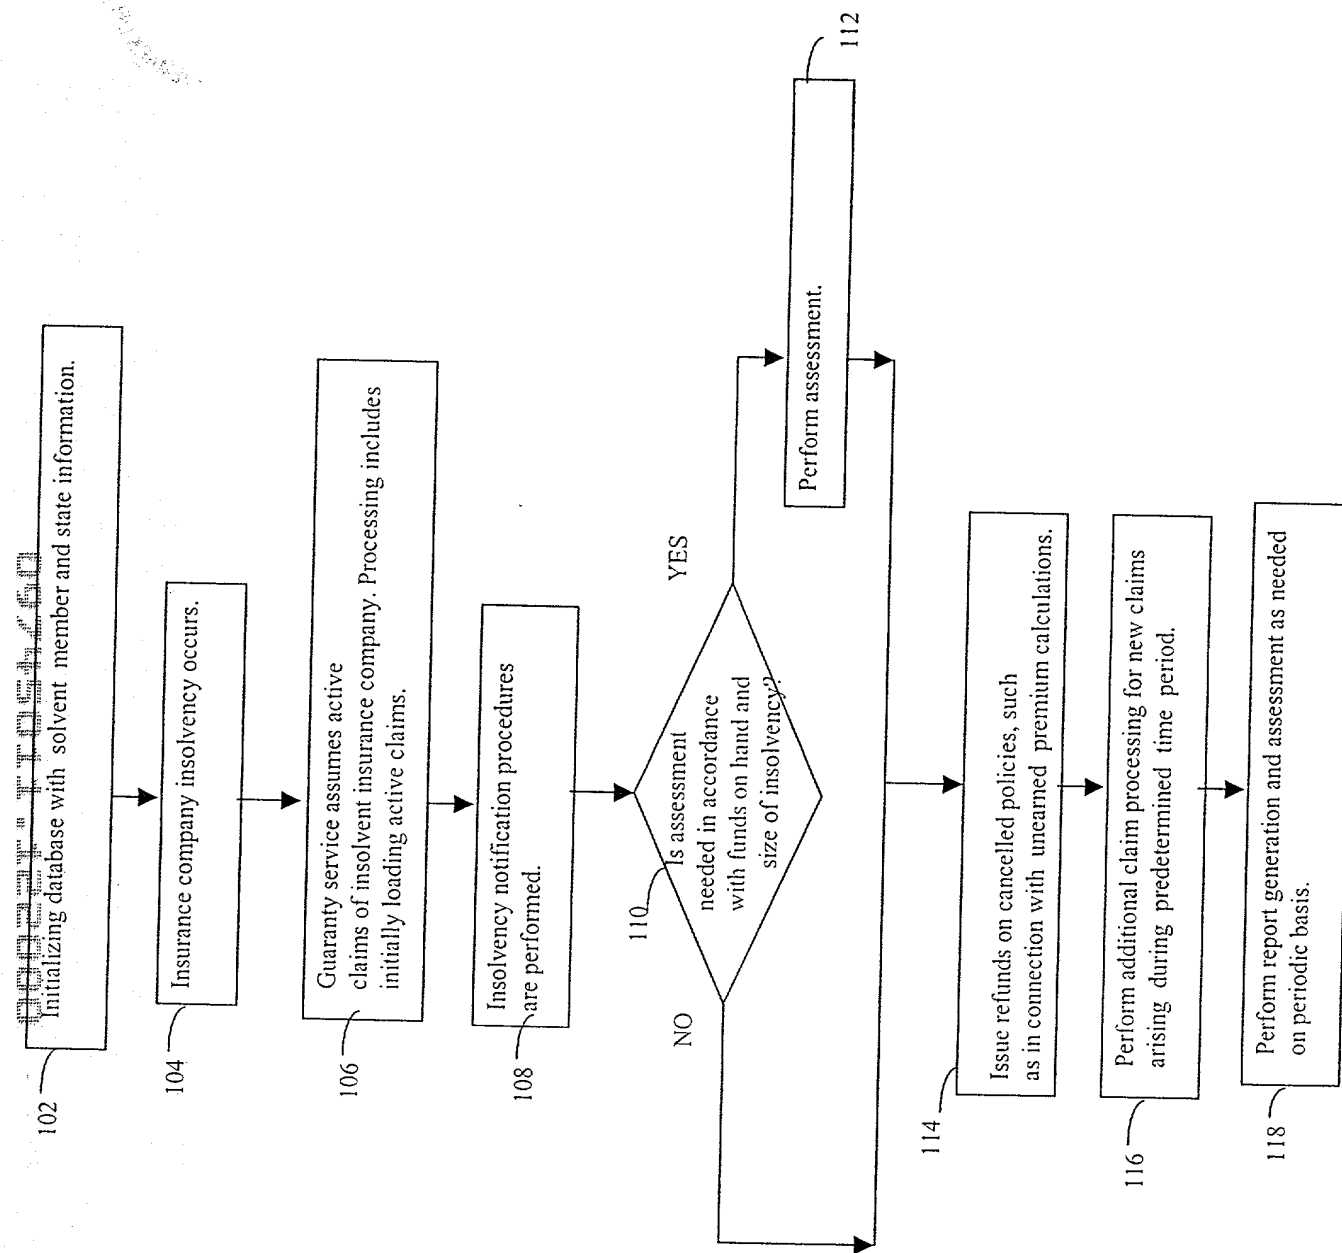 102
Initializing database with solvent member and state information.
104
Insurance company insolvency occurs.
106
Guaranty service assumes active
claims of insolvent insurance company. Processing includes
initially loading active claims.
108
Insolvency notification procedures
are performed.
110
Is assessment
needed in accordance
with funds on hand and
size of insolvency?
NO
YES
Perform assessment.
112
114
Issue refunds on cancelled policies, such
as in connection with unearned premium calculations.
116
Perform additional claim processing for new claims
arising during predetermined time period.
118
Perform report generation and assessment as needed
on periodic basis.